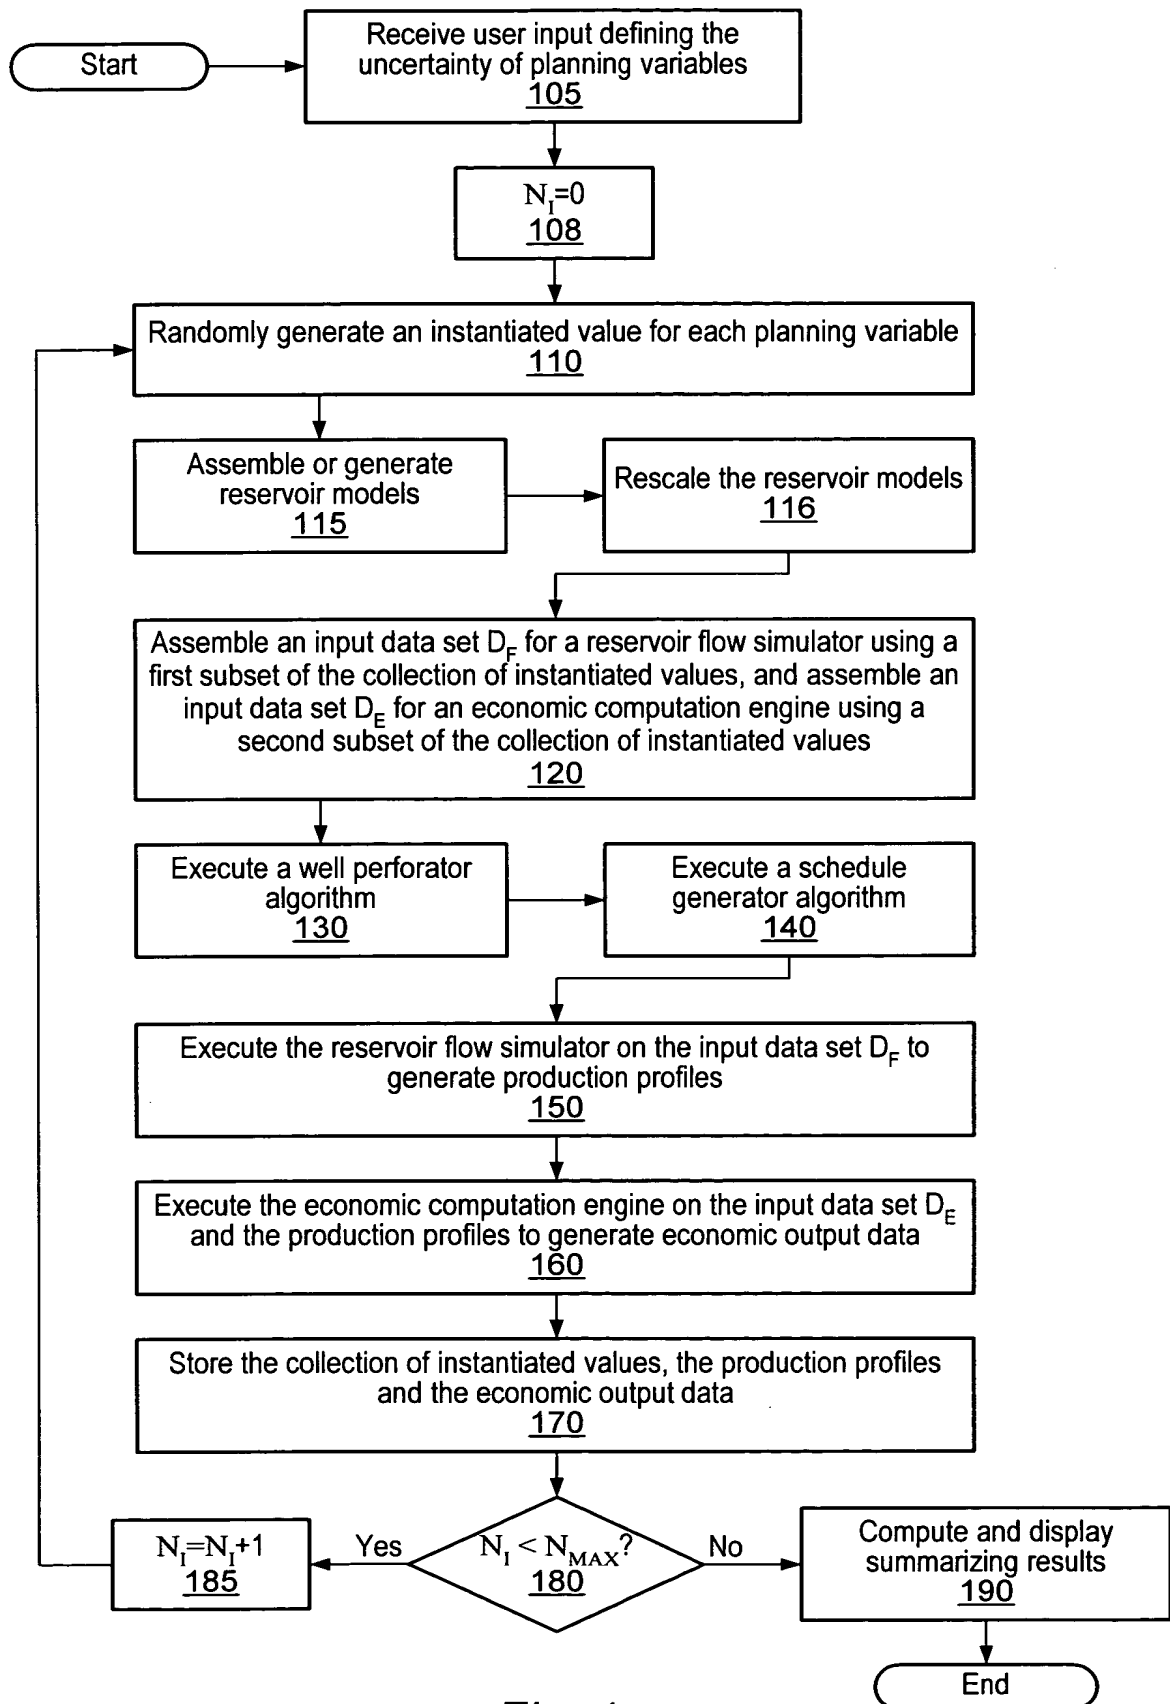 Start
Receive user input defining the
uncertainty of planning variables
105
N_I=0
108
Randomly generate an instantiated value for each planning variable
110
Assemble or generate
reservoir models
115
Rescale the reservoir models
116
Assemble an input data set D_F for a reservoir flow simulator using a
first subset of the collection of instantiated values, and assemble an
input data set D_E for an economic computation engine using a
second subset of the collection of instantiated values
120
Execute a well perforator
algorithm
130
Execute a schedule
generator algorithm
140
Execute the reservoir flow simulator on the input data set D_F to
generate production profiles
150
Execute the economic computation engine on the input data set D_E
and the production profiles to generate economic output data
160
Store the collection of instantiated values, the production profiles
and the economic output data
170
N_I=N_I+1
185
Yes
N_I < N_MAX?
180
No
Compute and display
summarizing results
190
End